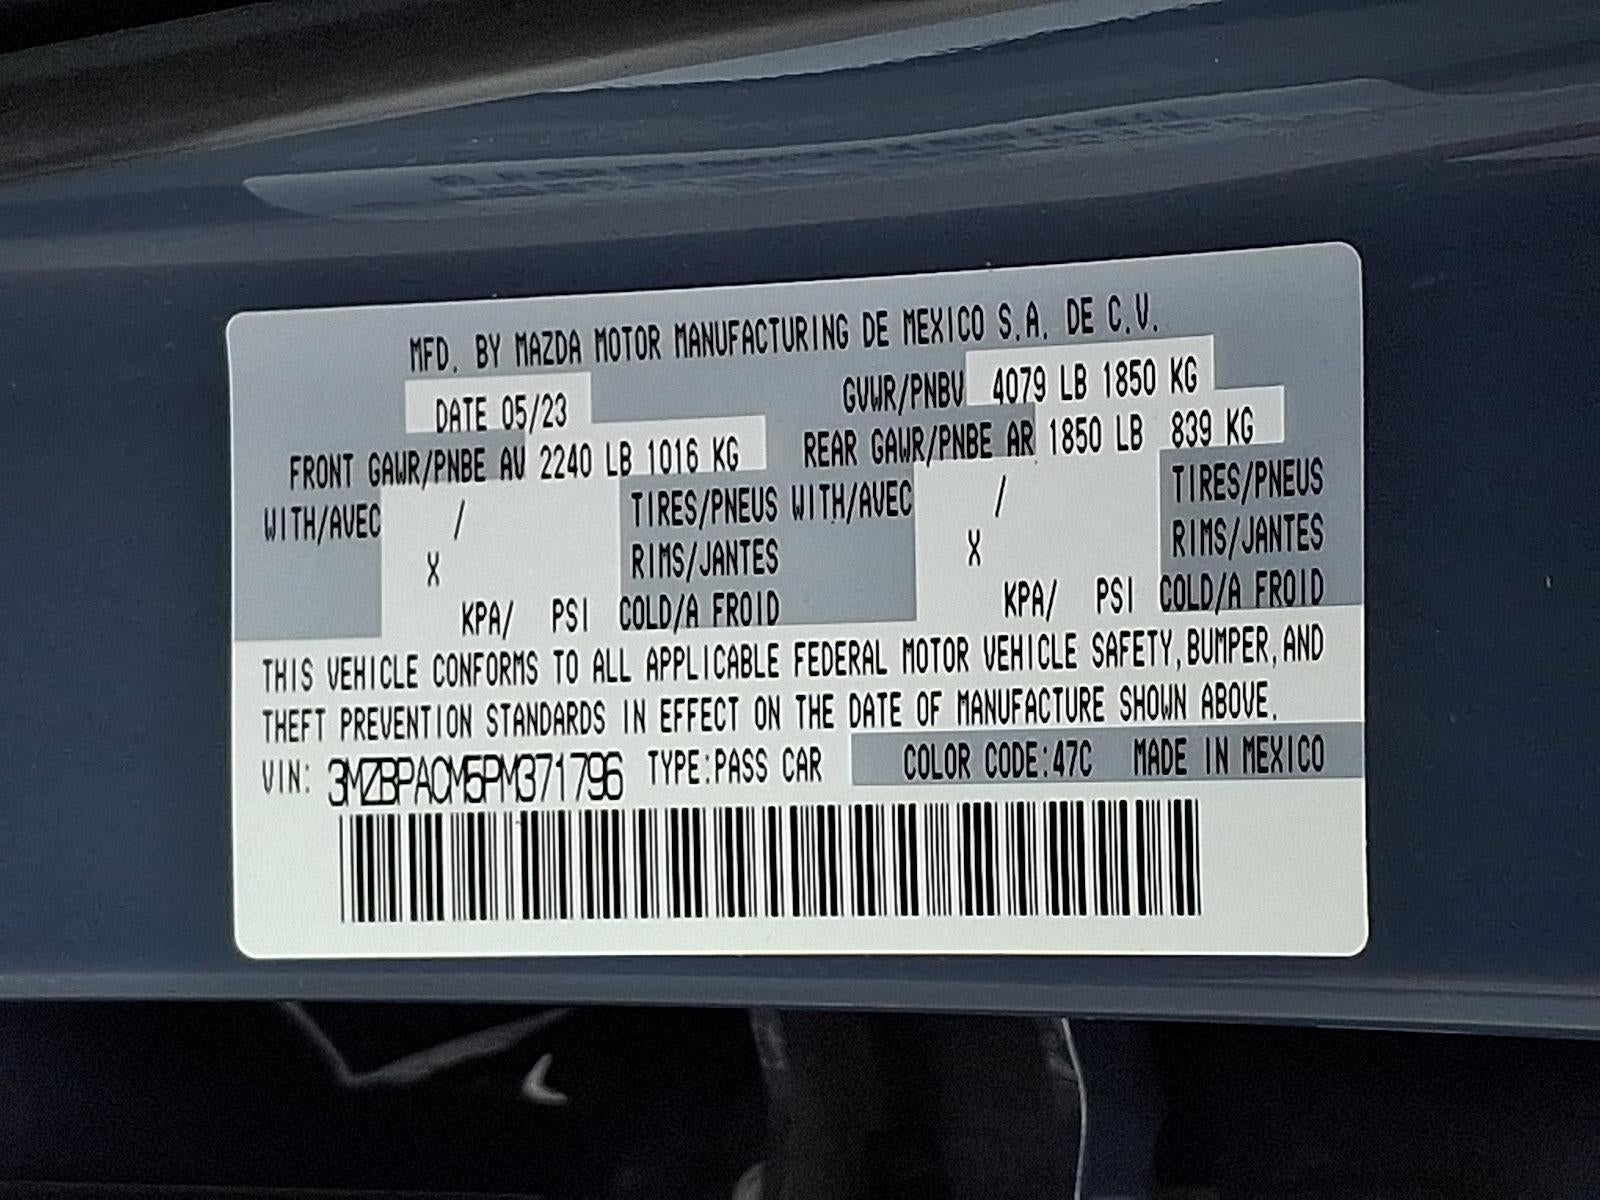 MFD. BY MAZDA MOTOR MANUFACTURING DE MEXICO S.A. DE C.V.
DATE 05/23 GVWR/PNBV 4079 LB 1850 KG
FRONT GAWR/PNBE AV 2240 LB 1016 KG REAR GAWR/PNBE AR 1850 LB 839 KG
WITH/AVEC / TIRES/PNEUS WITH/AVEC / TIRES/PNEUS
X RIMS/JANTES X RIMS/JANTES
KPA/ PSI COLD/A FROID KPA/ PSI COLD/A FROID
THIS VEHICLE CONFORMS TO ALL APPLICABLE FEDERAL MOTOR VEHICLE SAFETY, BUMPER, AND
THEFT PREVENTION STANDARDS IN EFFECT ON THE DATE OF MANUFACTURE SHOWN ABOVE.
VIN: 3MZBPACM5PM371796 TYPE:PASS CAR COLOR CODE:47C MADE IN MEXICO